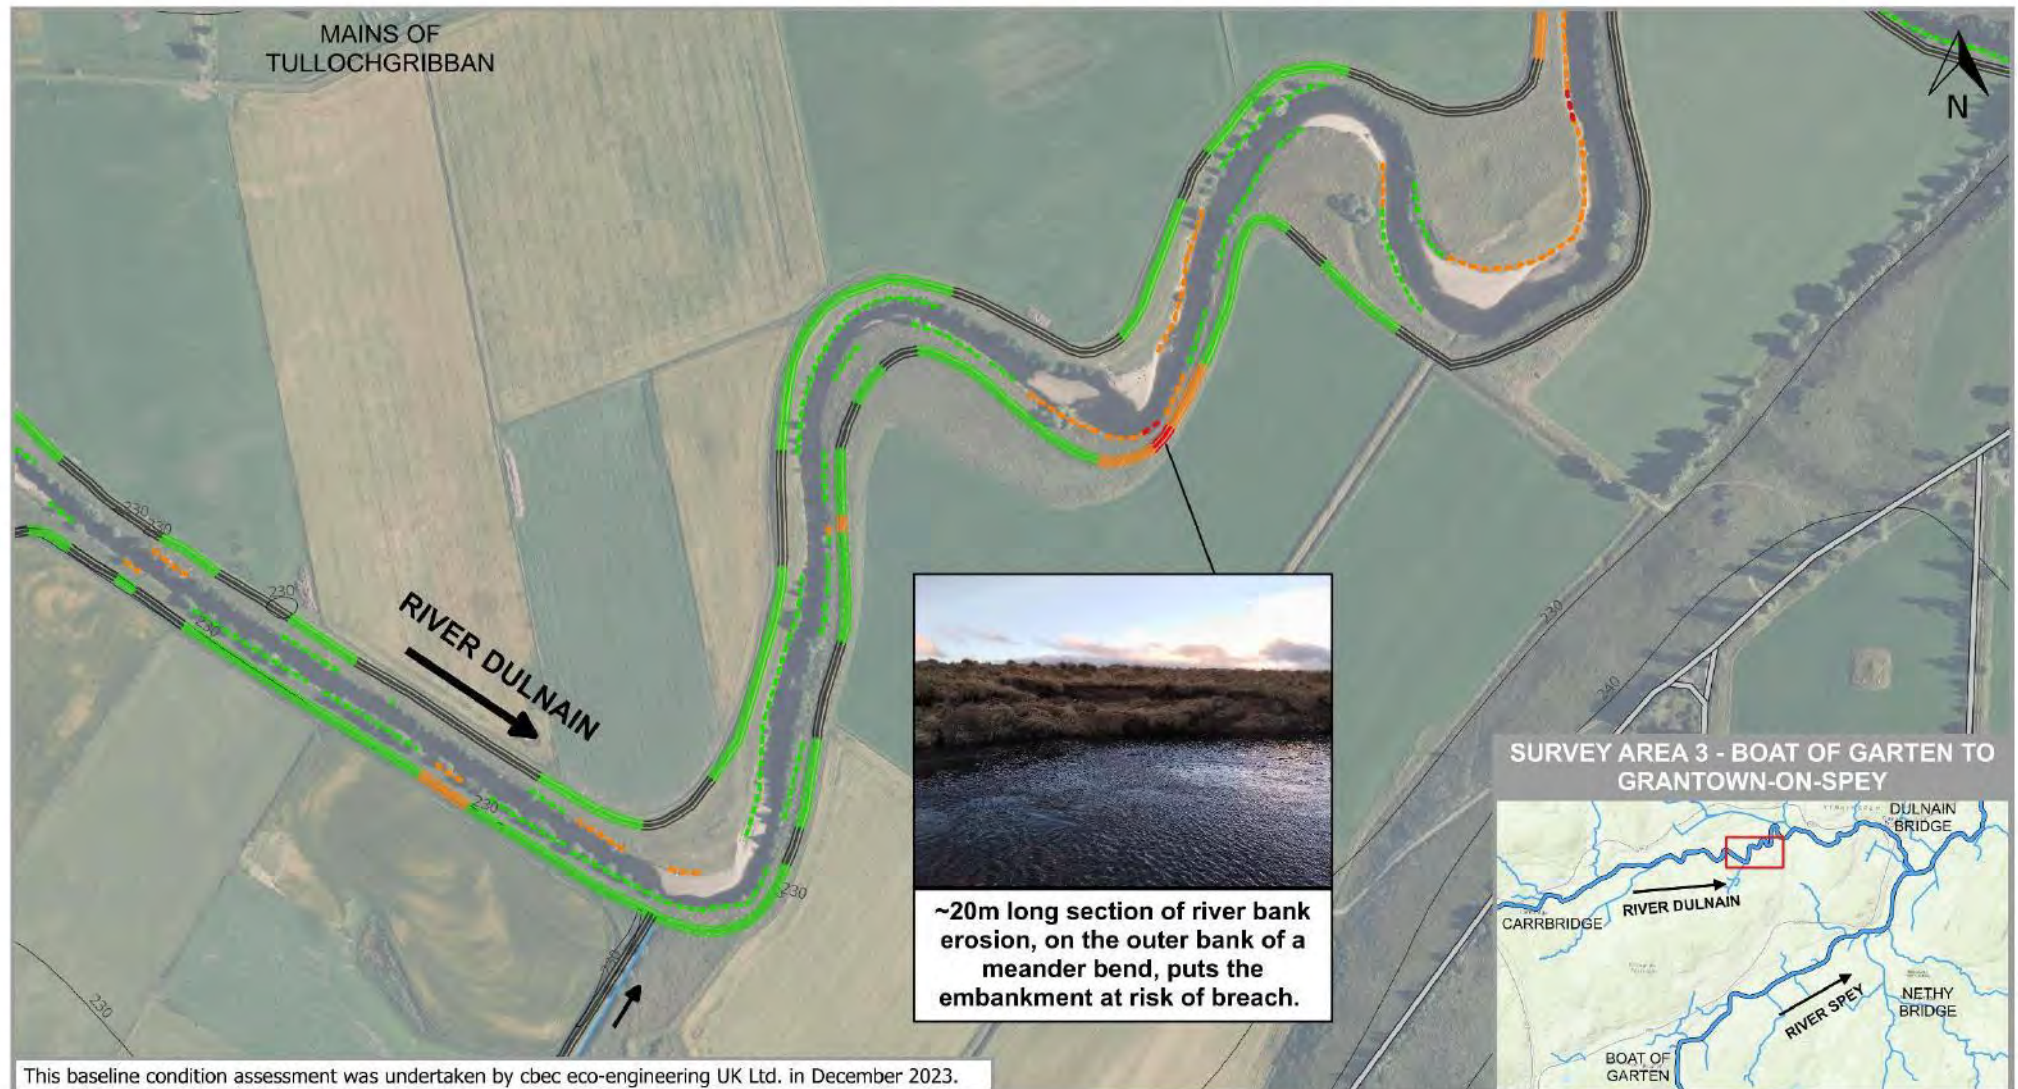 MAINS OF
TULLOCHGRIBBAN
N
230
230
230
230
RIVER DULNAIN
230
230
230
230
230
240
~20m long section of river bank
erosion, on the outer bank of a
meander bend, puts the
embankment at risk of breach.
SURVEY AREA 3 - BOAT OF GARTEN TO
GRANTOWN-ON-SPEY
DULNAIN
BRIDGE
RIVER DULNAIN
CARRBRIDGE
NETHY
BRIDGE
RIVER SPEY
BOAT OF
GARTEN
This baseline condition assessment was undertaken by cbec eco-engineering UK Ltd. in December 2023.